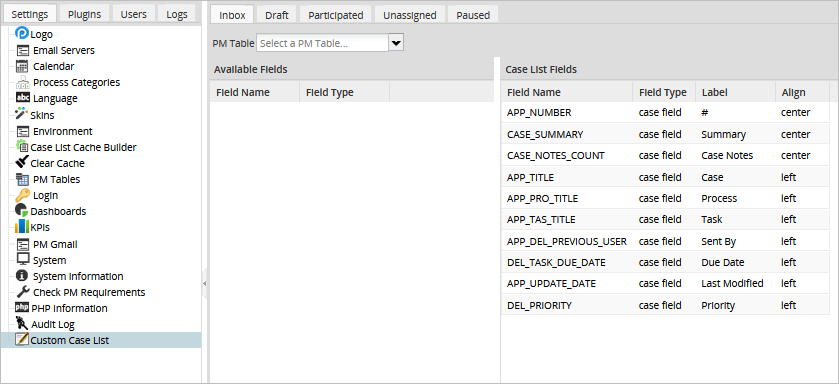 Settings Plugins Users Logs
Logo
Email Servers
Calendar
Process Categories
Language
Skins
Environment
Case List Cache Builder
Clear Cache
PM Tables
Login
Dashboards
KPIs
PM Gmail
System
System Information
Check PM Requirements
php PHP Information
Audit Log
Custom Case List
Inbox Draft Participated Unassigned Paused
PM Table Select a PM Table...
Available Fields
Field Name Field Type
Case List Fields
Field Name Field Type Label Align
APP_NUMBER case field # center
CASE_SUMMARY case field Summary center
CASE_NOTES_COUNT case field Case Notes center
APP_TITLE case field Case left
APP_PRO_TITLE case field Process left
APP_TAS_TITLE case field Task left
APP_DEL_PREVIOUS_USER case field Sent By left
DEL_TASK_DUE_DATE case field Due Date left
APP_UPDATE_DATE case field Last Modified left
DEL_PRIORITY case field Priority left